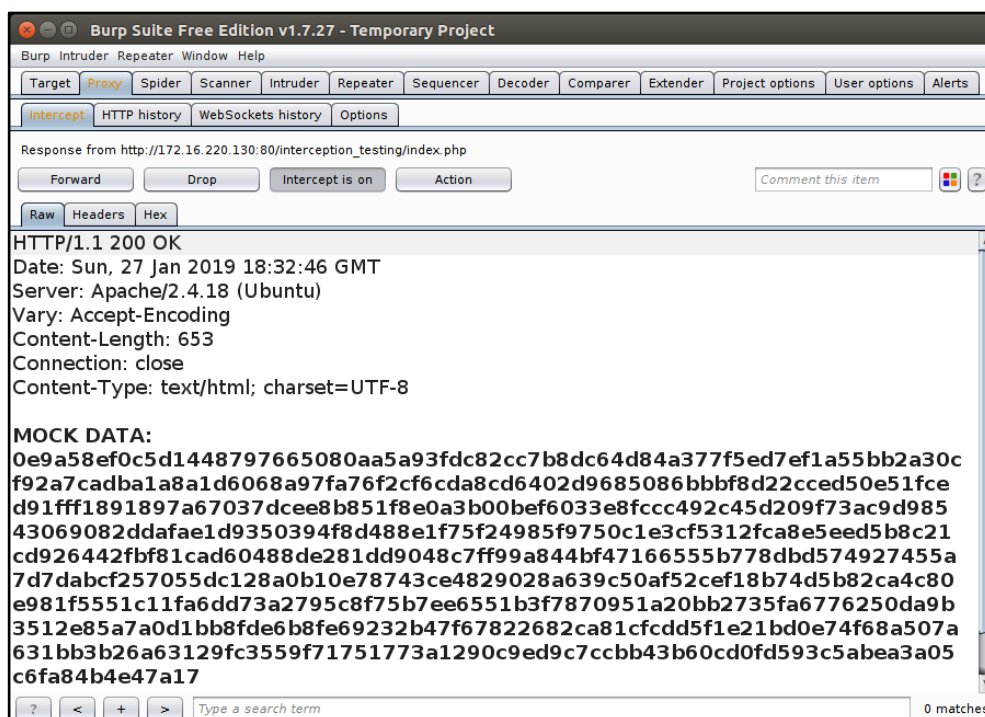 Burp Suite Free Edition v1.7.27 - Temporary Project
Burp Intruder Repeater Window Help
Target Proxy Spider Scanner Intruder Repeater Sequencer Decoder Comparer Extender Project options User options Alerts
Intercept HTTP history WebSockets history Options
Response from http://172.16.220.130:80/interception_testing/index.php
Forward Drop Intercept is on Action Comment this item ?
Raw Headers Hex
HTTP/1.1 200 OK
Date: Sun, 27 Jan 2019 18:32:46 GMT
Server: Apache/2.4.18 (Ubuntu)
Vary: Accept-Encoding
Content-Length: 653
Connection: close
Content-Type: text/html; charset=UTF-8
MOCK DATA:
0e9a58ef0c5d1448797665080aa5a93fdc82cc7b8dc64d84a377f5ed7ef1a55bb2a30c
f92a7cadba1a8a1d6068a97fa76f2cf6cda8cd6402d9685086bbbf8d22cced50e51fce
d91fff1891897a67037dcee8b851f8e0a3b00bef6033e8fccc492c45d209f73ac9d985
43069082ddafae1d9350394f8d488e1f75f24985f9750c1e3cf5312fca8e5eed5b8c21
cd926442fbf81cad60488de281dd9048c7ff99a844bf47166555b778dbd574927455a
7d7dabcf257055dc128a0b10e78743ce4829028a639c50af52cef18b74d5b82ca4c80
e981f5551c11fa6dd73a2795c8f75b7ee6551b3f7870951a20bb2735fa6776250da9b
3512e85a7a0d1bb8fde6b8fe69232b47f67822682ca81cfcdd5f1e21bd0e74f68a507a
631bb3b26a63129fc3559f71751773a1290c9ed9c7ccbb43b60cd0fd593c5abea3a05
c6fa84b4e47a17
? < + > Type a search term 0 matches